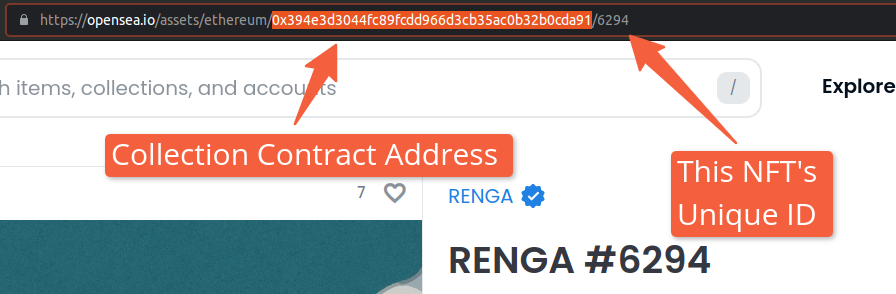 https://opensea.io/assets/ethereum/0x394e3d3044fc89fcdd966d3cb35ac0b32b0cda91/6294
h items, collections, and accounts
/
Explore
Collection Contract Address
This NFT's
Unique ID
7
RENGA
RENGA #6294